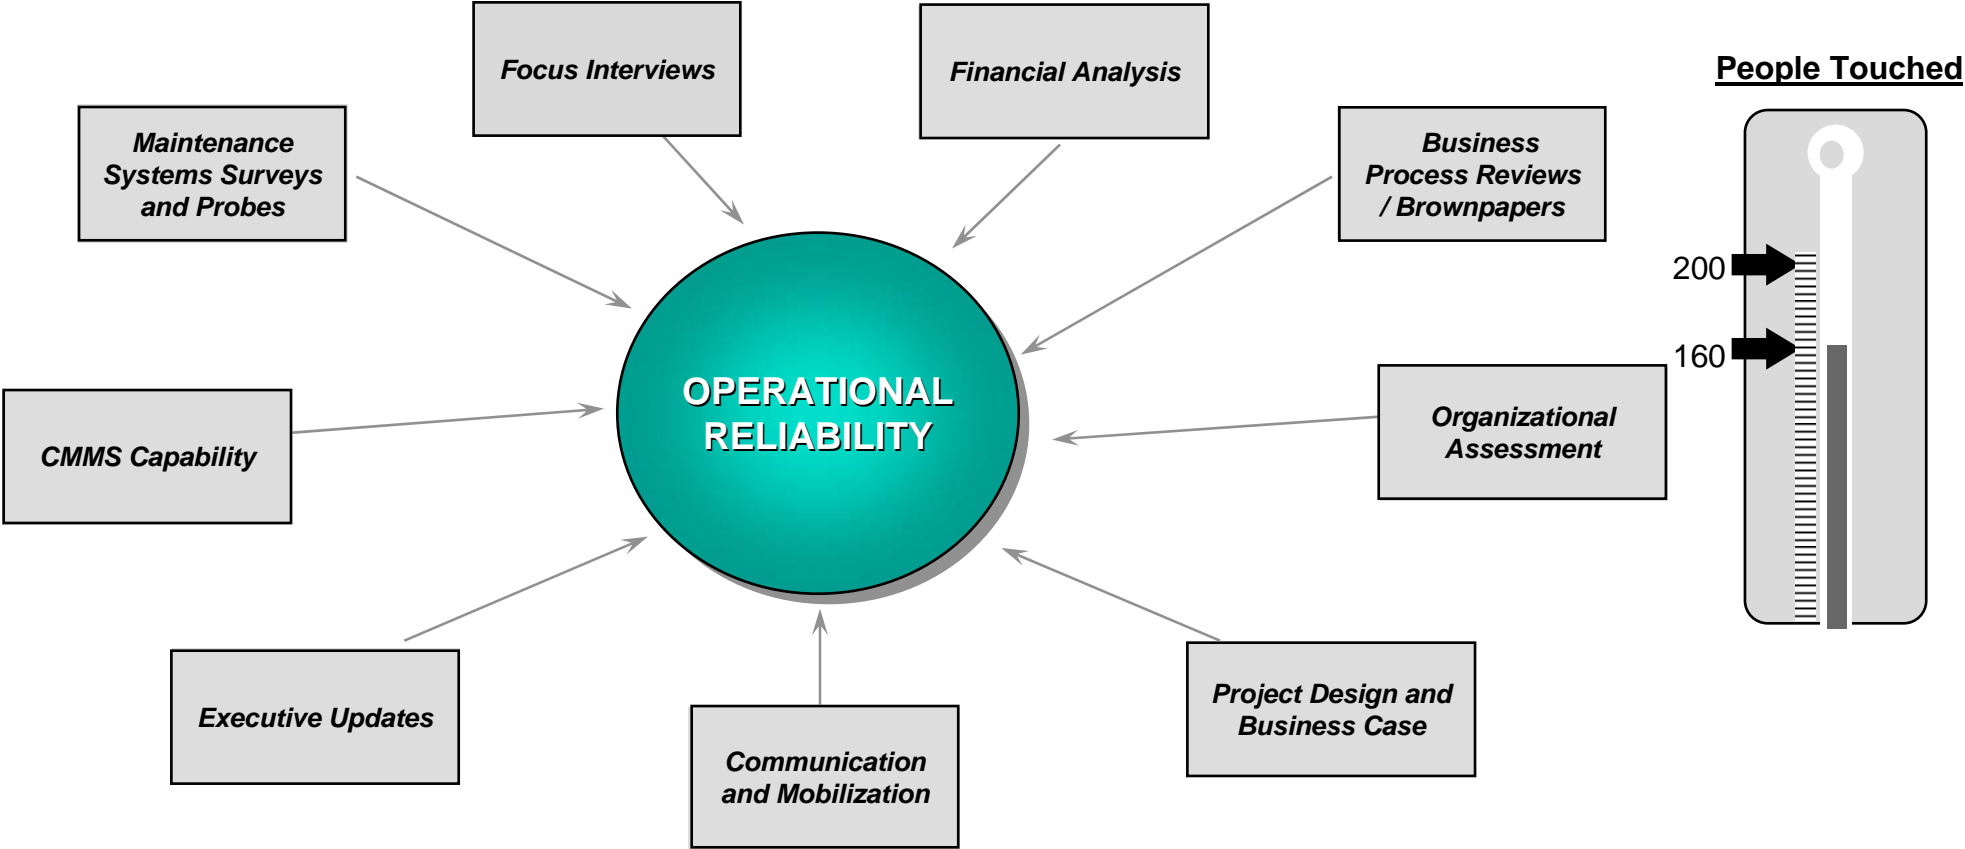 Focus Interviews
Financial Analysis
People Touched
Maintenance
Systems Surveys
and Probes
Business
Process Reviews
/ Brownpapers
200
160
OPERATIONAL
RELIABILITY
Organizational
Assessment
CMMS Capability
Executive Updates
Project Design and
Business Case
Communication
and Mobilization